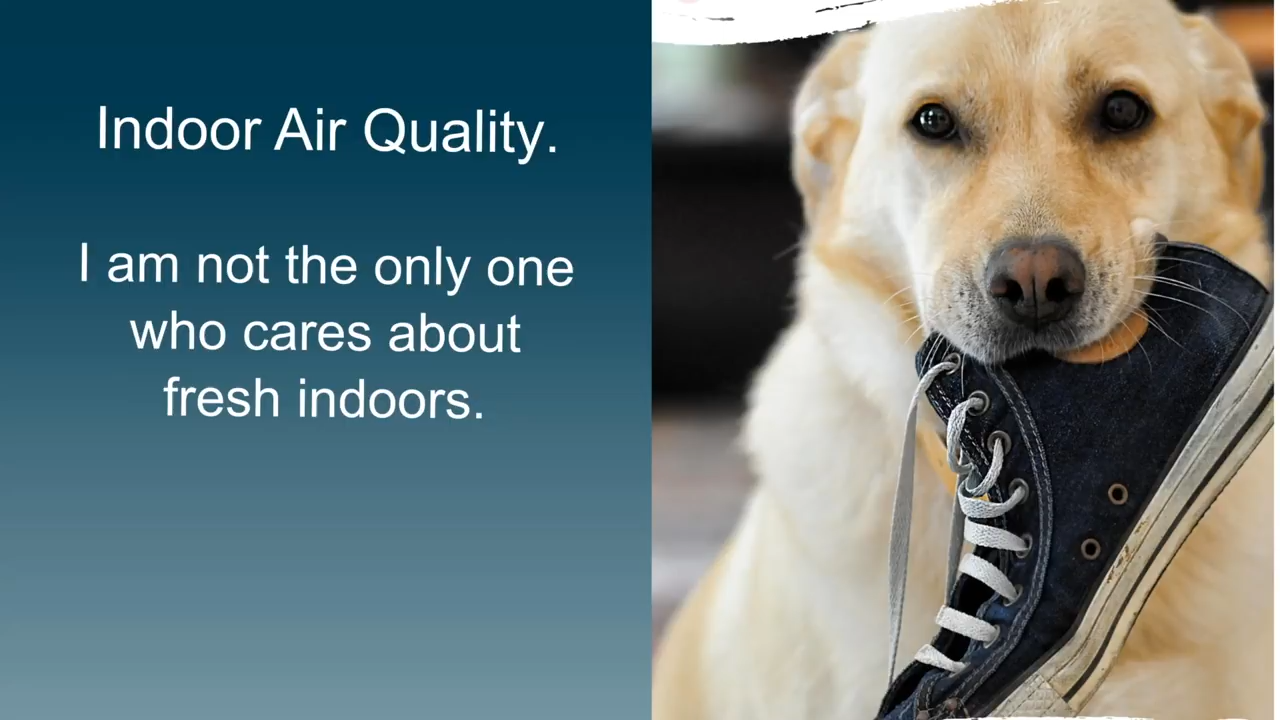 Indoor Air Quality.
I am not the only one
who cares about
fresh indoors.